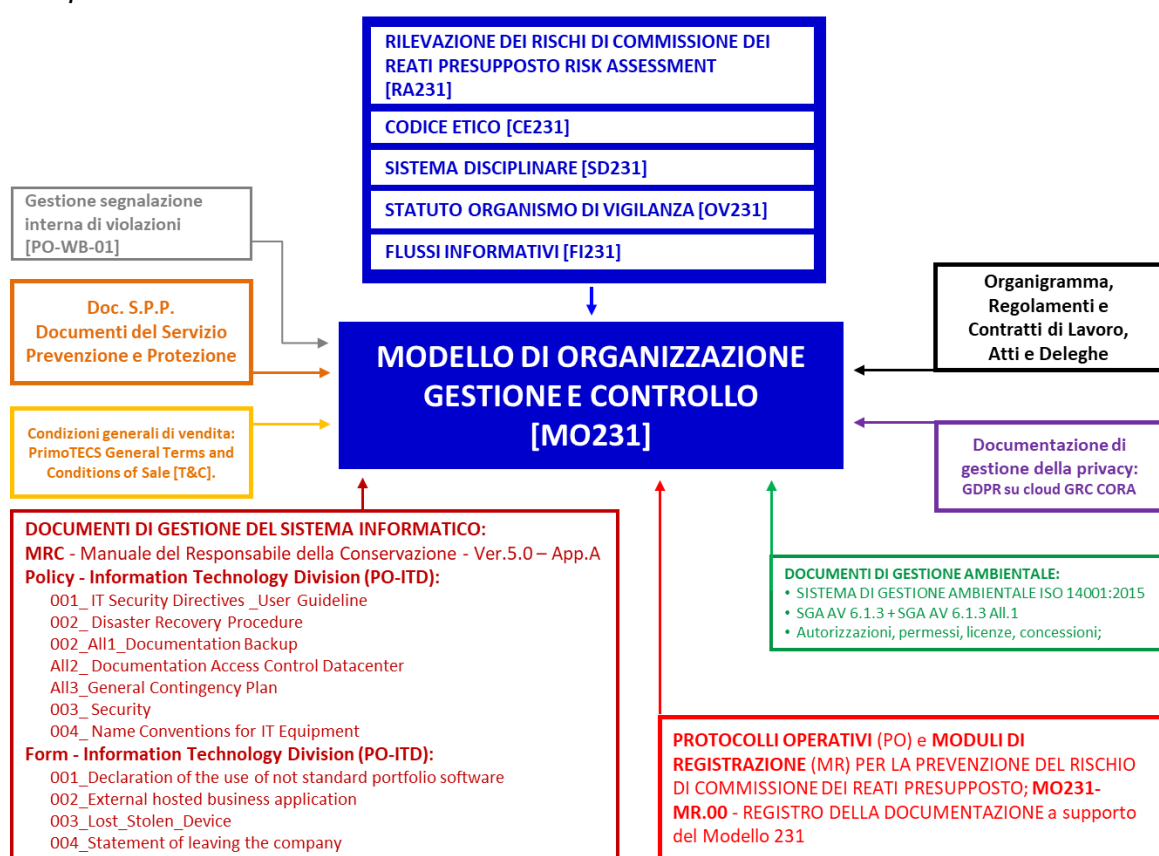 RILEVAZIONE DEI RISCHI DI COMMISSIONE DEI
REATI PRESUPPOSTO RISK ASSESSMENT
[RA231]
CODICE ETICO [CE231]
SISTEMA DISCIPLINARE [SD231]
STATUTO ORGANISMO DI VIGILANZA [OV231]
FLUSSI INFORMATIVI [FI231]
Gestione segnalazione
interna di violazioni
[PO-WB-01]
Doc. S.P.P.
Documenti del Servizio
Prevenzione e Protezione
Condizioni generali di vendita:
PrimoTECS General Terms and
Conditions of Sale [T&C].
MODELLO DI ORGANIZZAZIONE
GESTIONE E CONTROLLO
[MO231]
Organigramma,
Regolamenti e
Contratti di Lavoro,
Atti e Deleghe
Documentazione di
gestione della privacy:
GDPR su cloud GRC CORA
DOCUMENTI DI GESTIONE DEL SISTEMA INFORMATICO:
MRC - Manuale del Responsabile della Conservazione - Ver.5.0 – App.A
Policy - Information Technology Division (PO-ITD):
001_ IT Security Directives _User Guideline
002_ Disaster Recovery Procedure
002_All1_Documentation Backup
All2_ Documentation Access Control Datacenter
All3_General Contingency Plan
003_ Security
004_ Name Conventions for IT Equipment
Form - Information Technology Division (PO-ITD):
001_Declaration of the use of not standard portfolio software
002_External hosted business application
003_Lost_Stolen_Device
004_Statement of leaving the company
DOCUMENTI DI GESTIONE AMBIENTALE:
• SISTEMA DI GESTIONE AMBIENTALE ISO 14001:2015
• SGA AV 6.1.3 + SGA AV 6.1.3 All.1
• Autorizzazioni, permessi, licenze, concessioni;
PROTOCOLLI OPERATIVI (PO) e MODULI DI
REGISTRAZIONE (MR) PER LA PREVENZIONE DEL RISCHIO
DI COMMISSIONE DEI REATI PRESUPPOSTO; MO231-
MR.00 - REGISTRO DELLA DOCUMENTAZIONE a supporto
del Modello 231